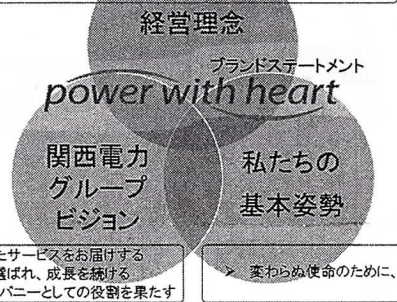 経営理念
ブランドステートメント
power with heart
関西電力
グループ
ビジョン
私たちの
基本姿勢
たサービスをお届けする
ばれ、成長を続ける
パニーとしての役割を果たす
➢ 変わらぬ使命のために、